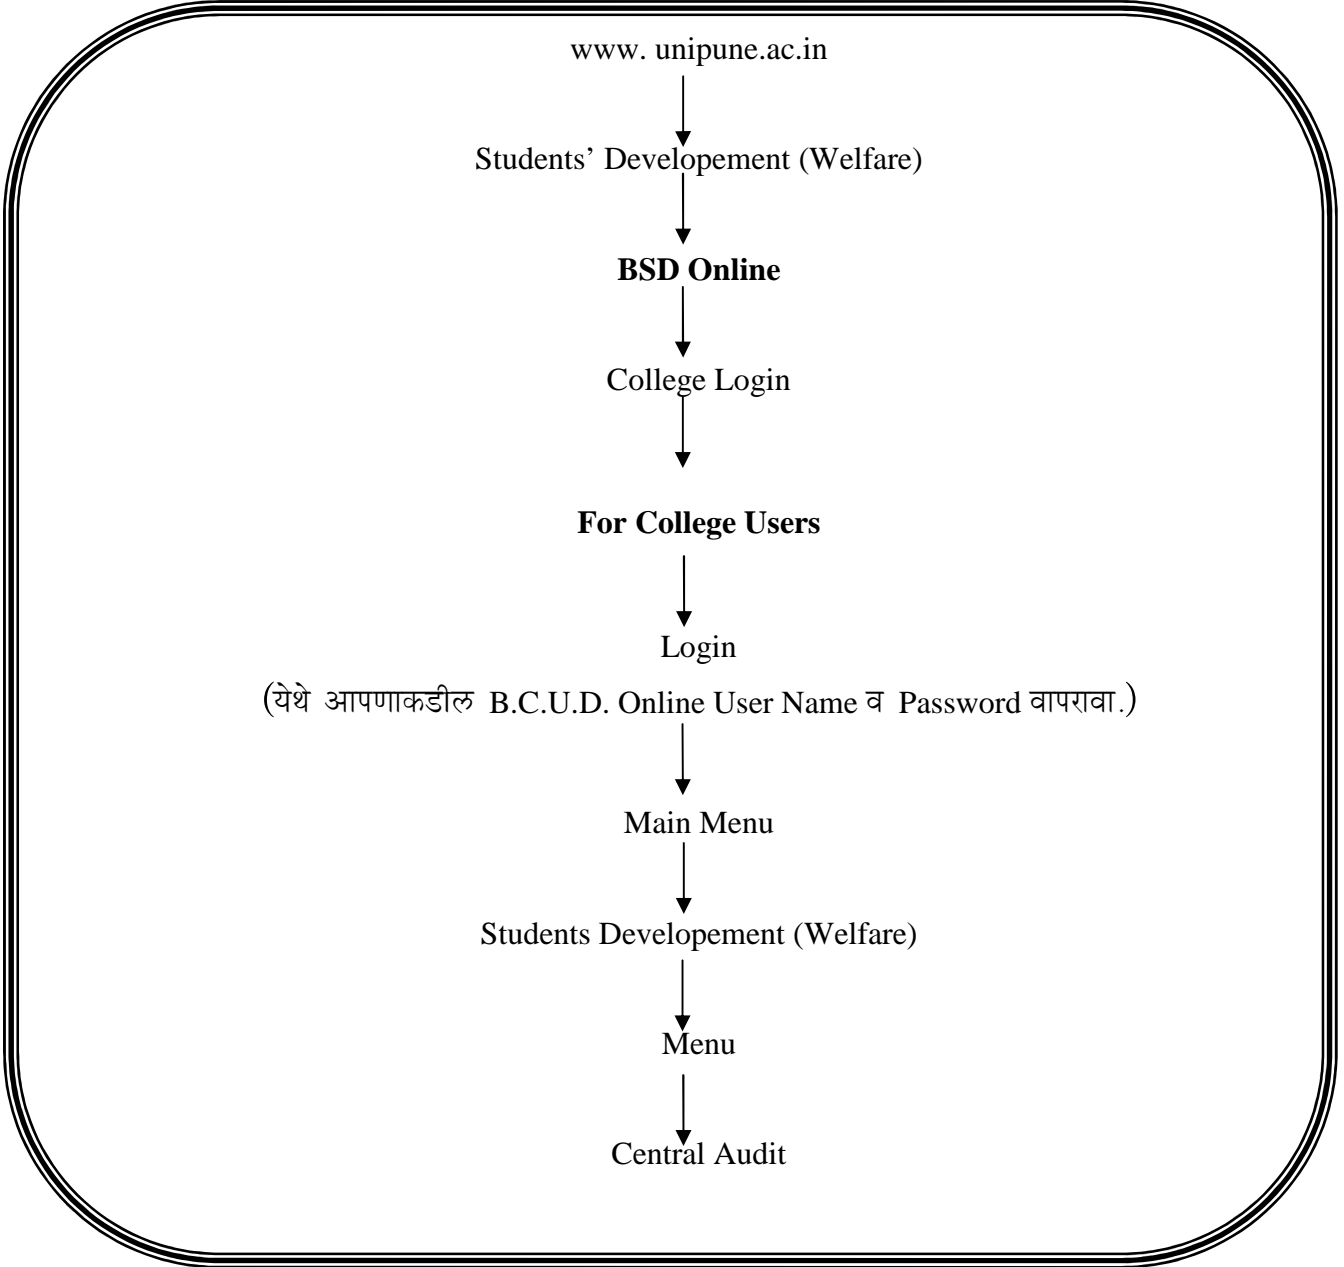 www. unipune.ac.in
Students’ Developement (Welfare)
BSD Online
College Login
For College Users
Login
(येथे आपणाकडील B.C.U.D. Online User Name व Password वापरावा.)
Main Menu
Students Developement (Welfare)
Menu
Central Audit